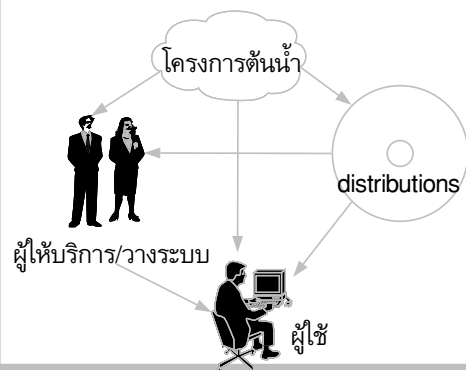 โครงการต้นน้ำ
distributions
ผู้ให้บริการ/วางระบบ
ผู้ใช้